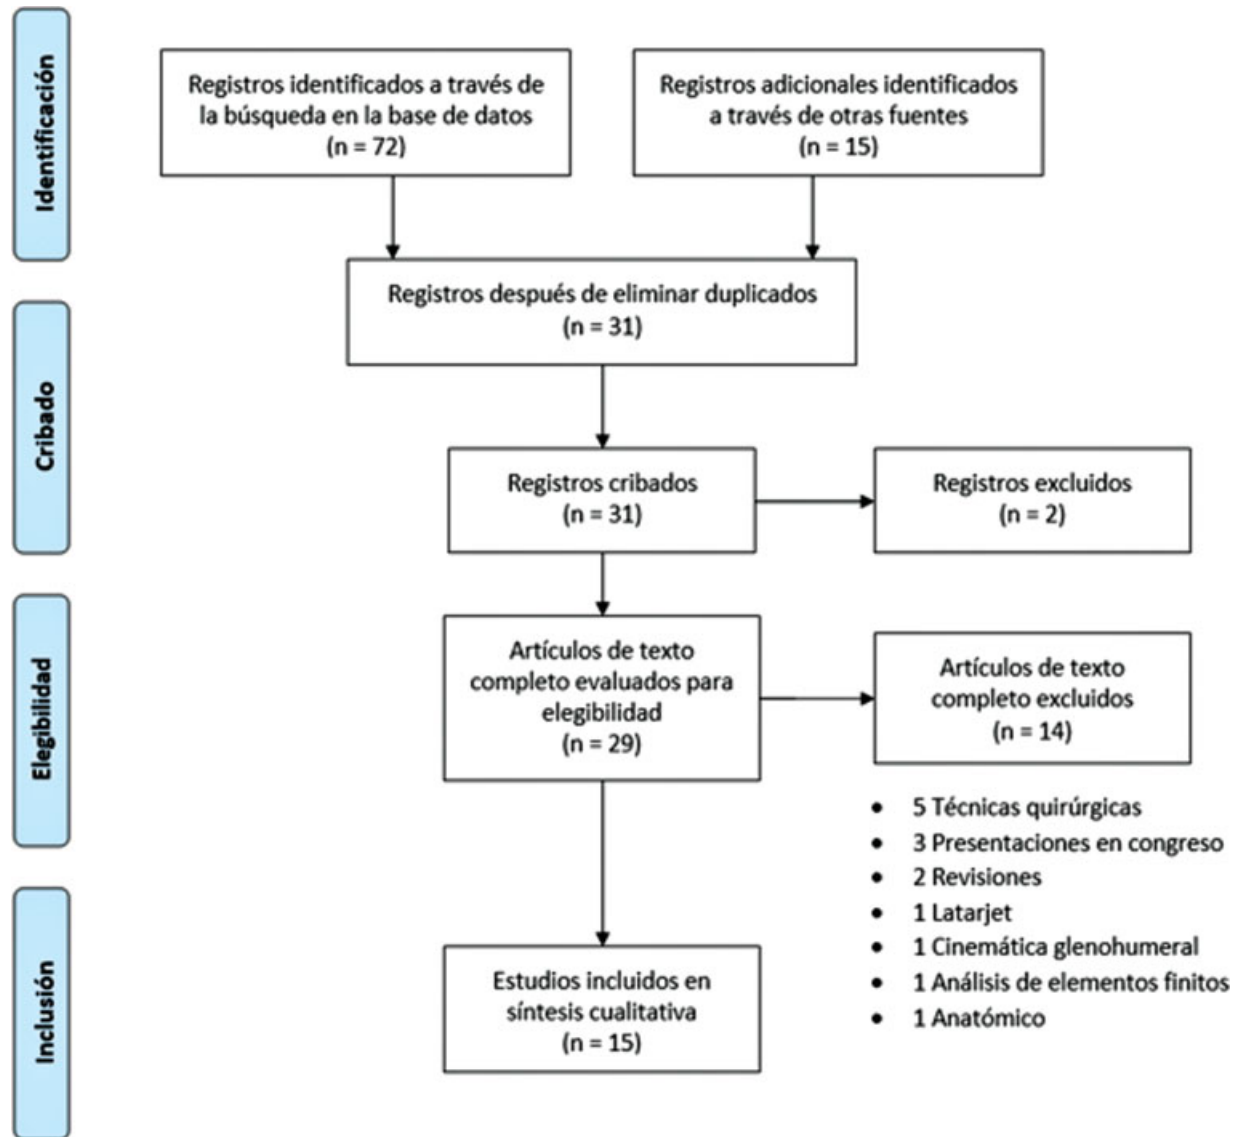 Identificación
Registros identificados a través de
la búsqueda en la base de datos
(n = 72)
Registros adicionales identificados
a través de otras fuentes
(n = 15)
Registros después de eliminar duplicados
(n = 31)
Cribado
Registros cribados
(n = 31)
Registros excluidos
(n = 2)
Elegibilidad
Artículos de texto
completo evaluados para
elegibilidad
(n = 29)
Artículos de texto
completo excluidos
(n = 14)
• 5 Técnicas quirúrgicas
• 3 Presentaciones en congreso
• 2 Revisiones
• 1 Latarjet
• 1 Cinemática glenohumeral
• 1 Análisis de elementos finitos
• 1 Anatómico
Inclusión
Estudios incluidos en
síntesis cualitativa
(n = 15)